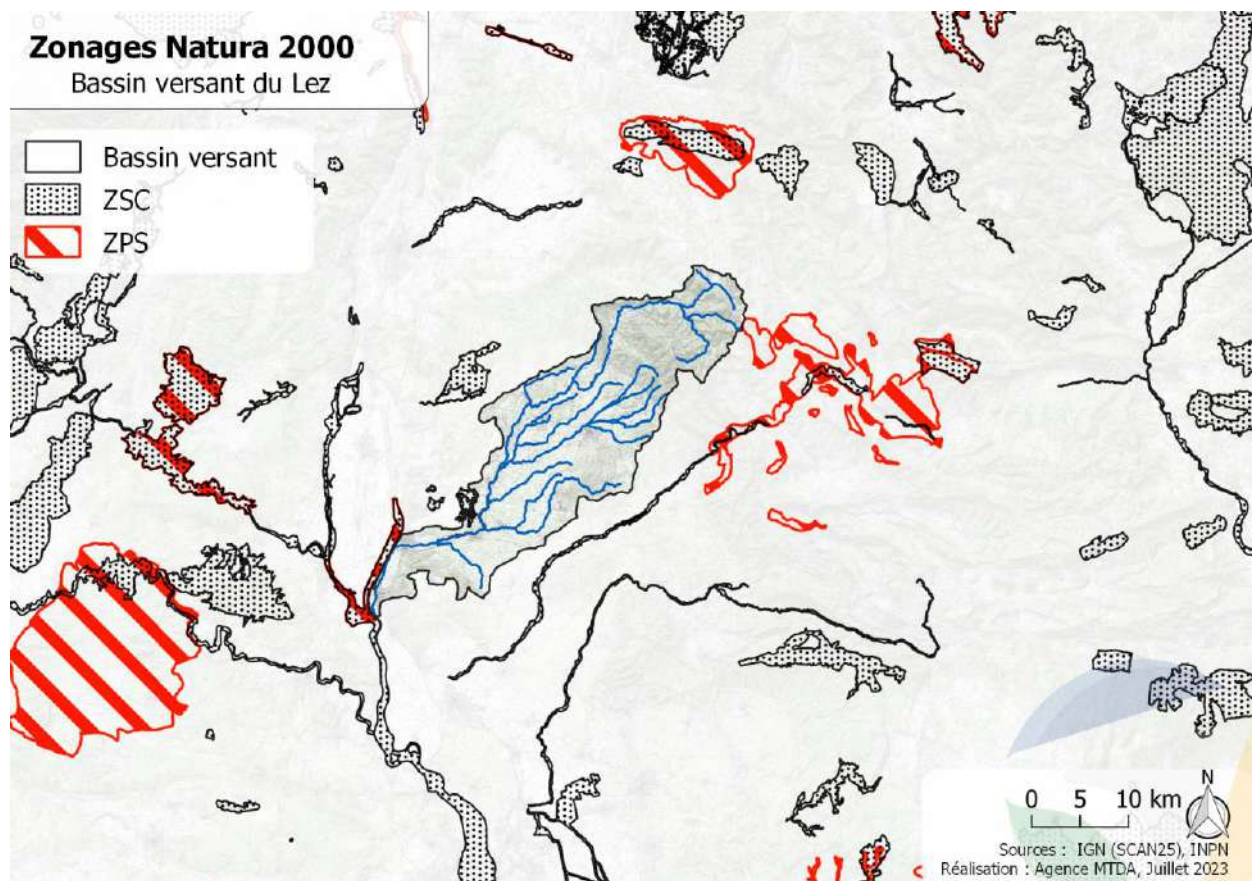 Zonages Natura 2000
Bassin versant du Lez
Bassin versant
ZSC
ZPS
N
0 5 10 km
Sources : IGN (SCAN25), INPN
Réalisation : Agence MTDA, Juillet 2023